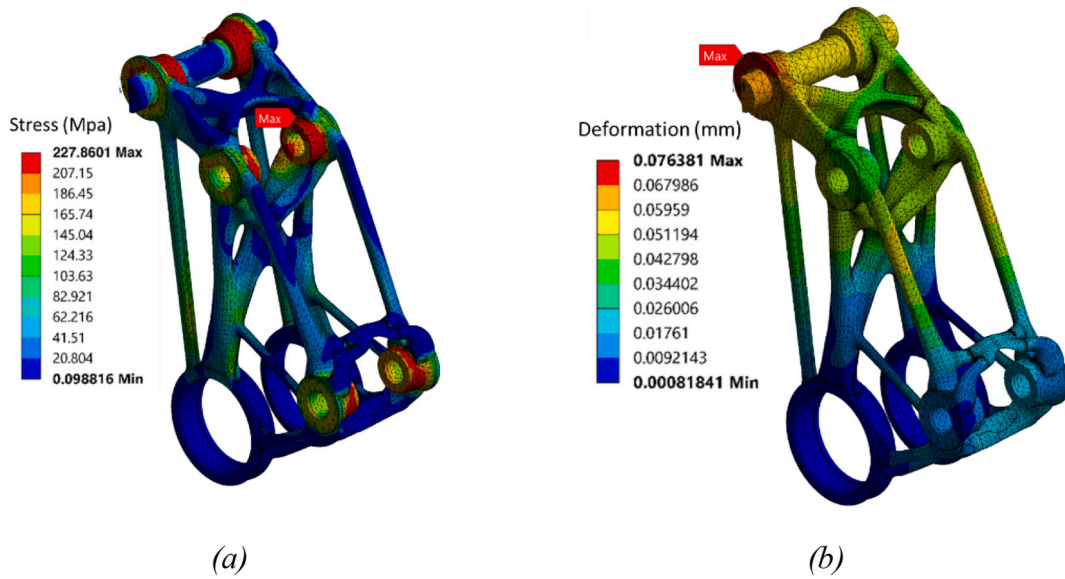 Max
Stress (Mpa)
227.8601 Max
207.15
186.45
165.74
145.04
124.33
103.63
82.921
62.216
41.51
20.804
0.098816 Min
(a)
Max
Deformation (mm)
0.076381 Max
0.067986
0.05959
0.051194
0.042798
0.034402
0.026006
0.01761
0.0092143
0.00081841 Min
(b)